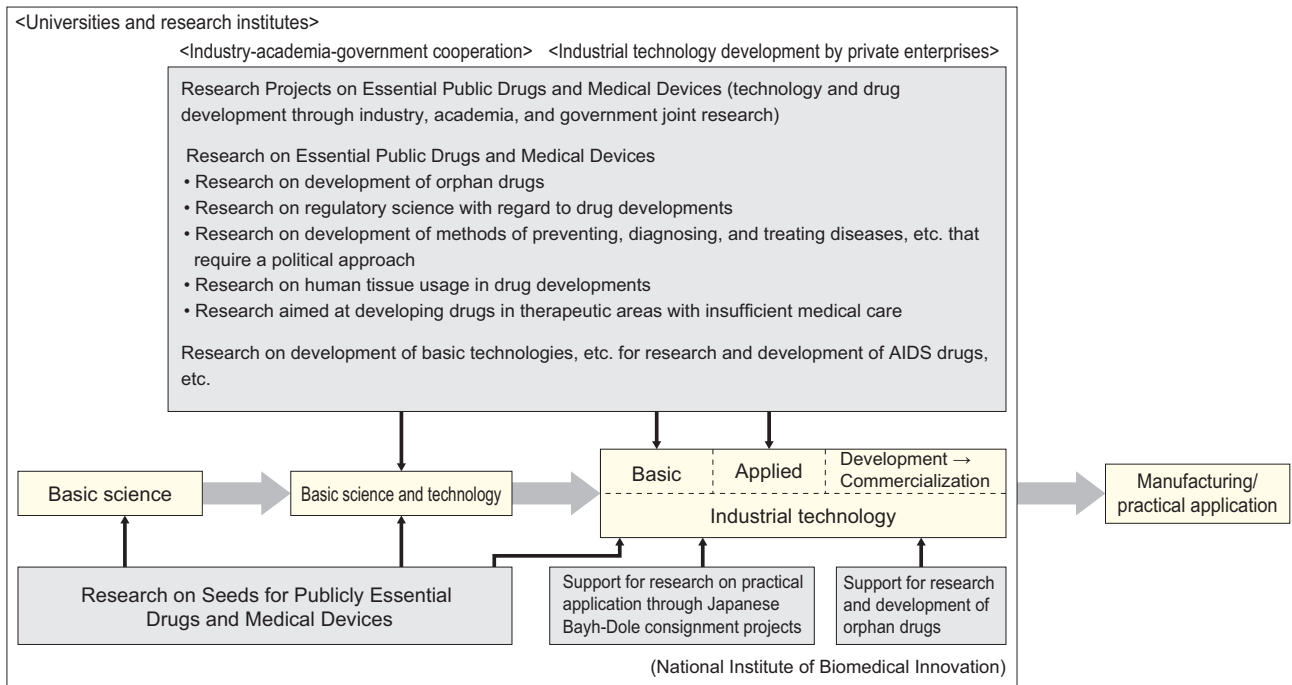 <Universities and research institutes>
<Industry-academia-government cooperation> <Industrial technology development by private enterprises>
Research Projects on Essential Public Drugs and Medical Devices (technology and drug
development through industry, academia, and government joint research)
Research on Essential Public Drugs and Medical Devices
• Research on development of orphan drugs
• Research on regulatory science with regard to drug developments
• Research on development of methods of preventing, diagnosing, and treating diseases, etc. that
require a political approach
• Research on human tissue usage in drug developments
• Research aimed at developing drugs in therapeutic areas with insufficient medical care
Research on development of basic technologies, etc. for research and development of AIDS drugs,
etc.
Basic science
Basic science and technology
Basic
Applied
Development →
Commercialization
Industrial technology
Manufacturing/
practical application
Research on Seeds for Publicly Essential
Drugs and Medical Devices
Support for research on practical
application through Japanese
Bayh-Dole consignment projects
Support for research
and development of
orphan drugs
(National Institute of Biomedical Innovation)